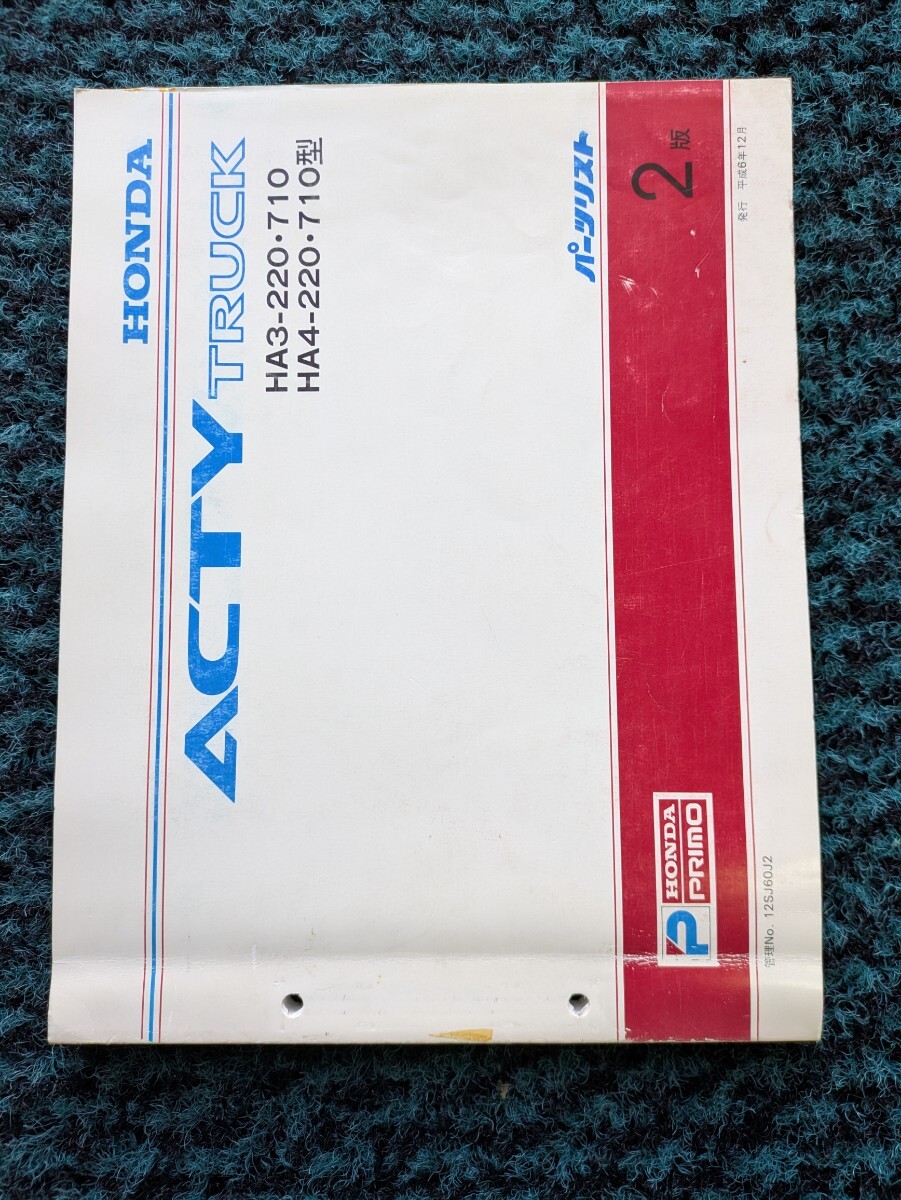 HONDA
ACTY TRUCK
HA3-220・710
HA4-220・710型
パーツリスト
2版
P HONDA
PRIMO
発行 平成6年12月
管理No. 12SJ60J2